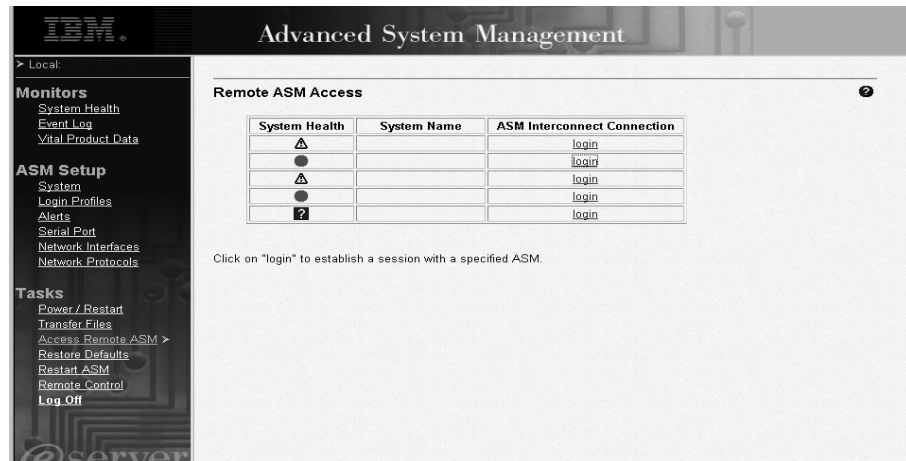 IBM®
Advanced System Management
> Local:
Monitors
System Health
Event Log
Vital Product Data
ASM Setup
System
Login Profiles
Alerts
Serial Port
Network Interfaces
Network Protocols
Tasks
Power / Restart
Transfer Files
Access Remote ASM >
Restore Defaults
Restart ASM
Remote Control
Log Off
eserver
Remote ASM Access
?
System Health System Name ASM Interconnect Connection
login
login
login
login
? login
Click on "login" to establish a session with a specified ASM.